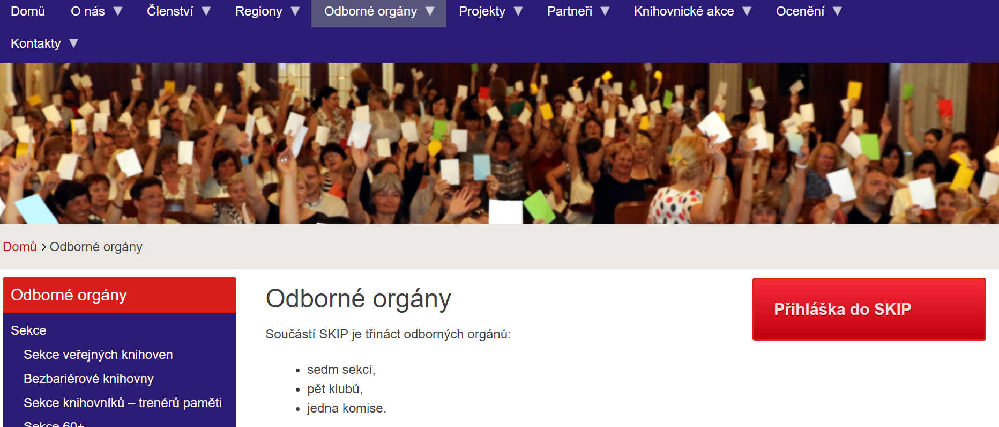 Domů O nás Členství Regiony Odborné orgány Projekty Partneři Knihovnické akce Ocenění
Kontakty
Domů > Odborné orgány
Odborné orgány
Sekce
Sekce veřejných knihoven
Bezbariérové knihovny
Sekce knihovníků – trenérů paměti
Sekce 60+
Odborné orgány
Součástí SKIP je třináct odborných orgánů:
• sedm sekcí,
• pět klubů,
• jedna komise.
Přihláška do SKIP